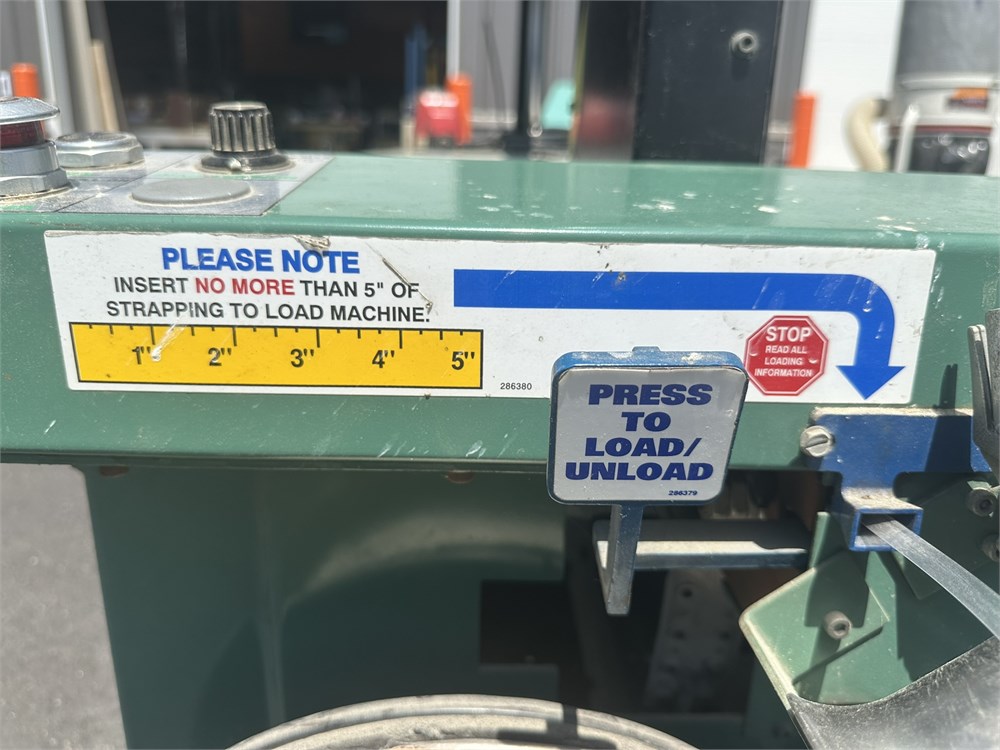 PLEASE NOTE
INSERT NO MORE THAN 5" OF
STRAPPING TO LOAD MACHINE.
1" 2" 3" 4" 5"
286380
STOP
READ ALL
LOADING
INFORMATION
PRESS
TO
LOAD/
UNLOAD
286379